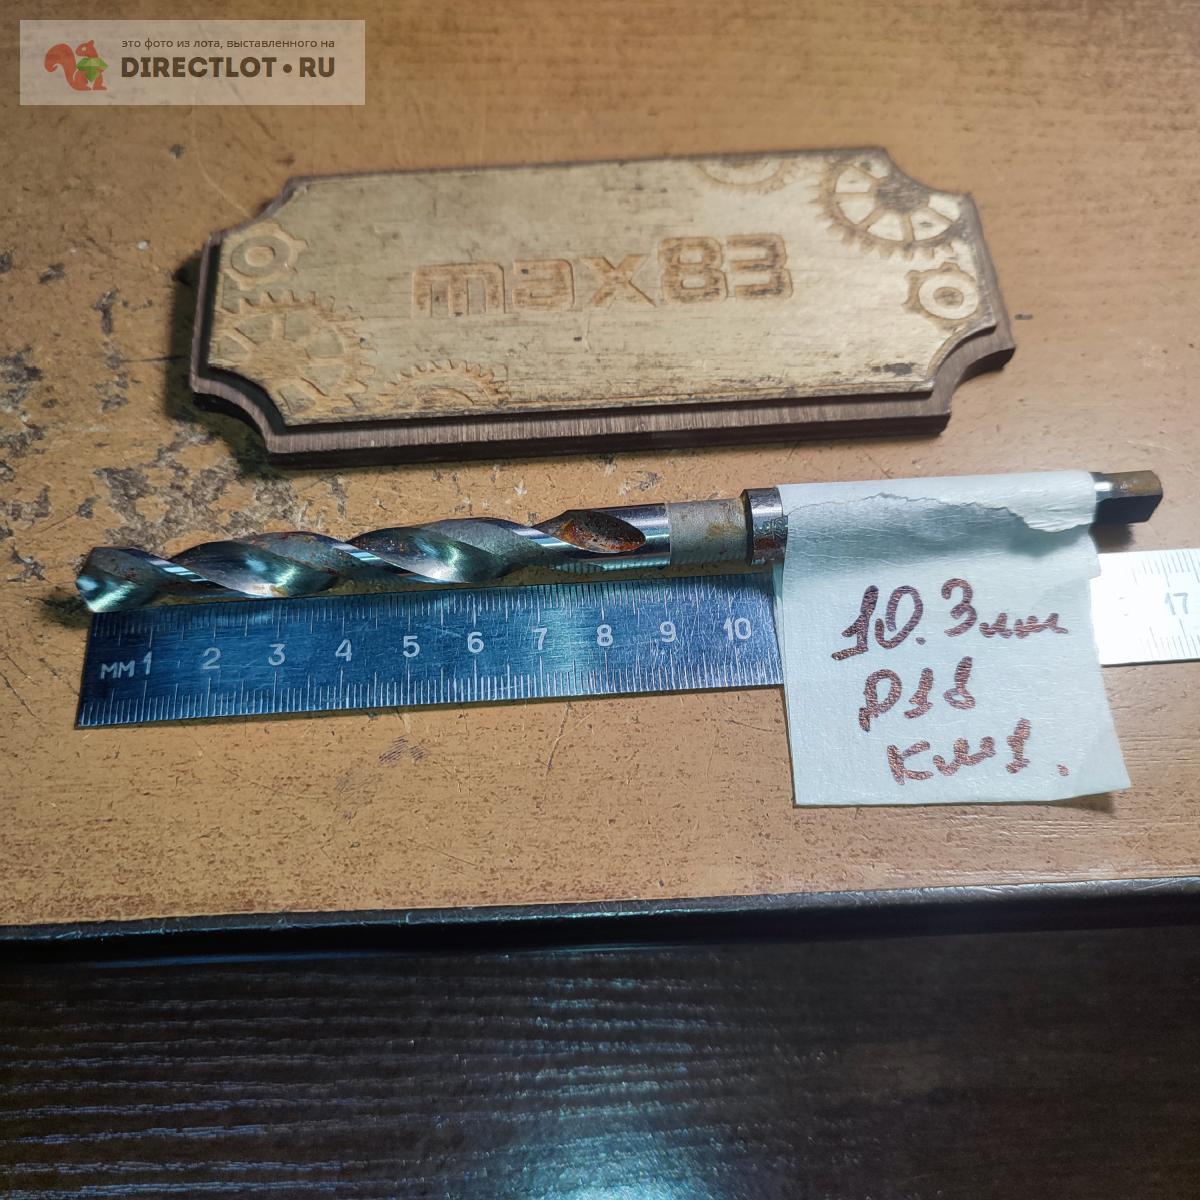 это фото из лота, выставленного на
DIRECTLOT.RU
max83
мм 1 2 3 4 5 6 7 8 9 10 17
10.3мм
Р18
км1.